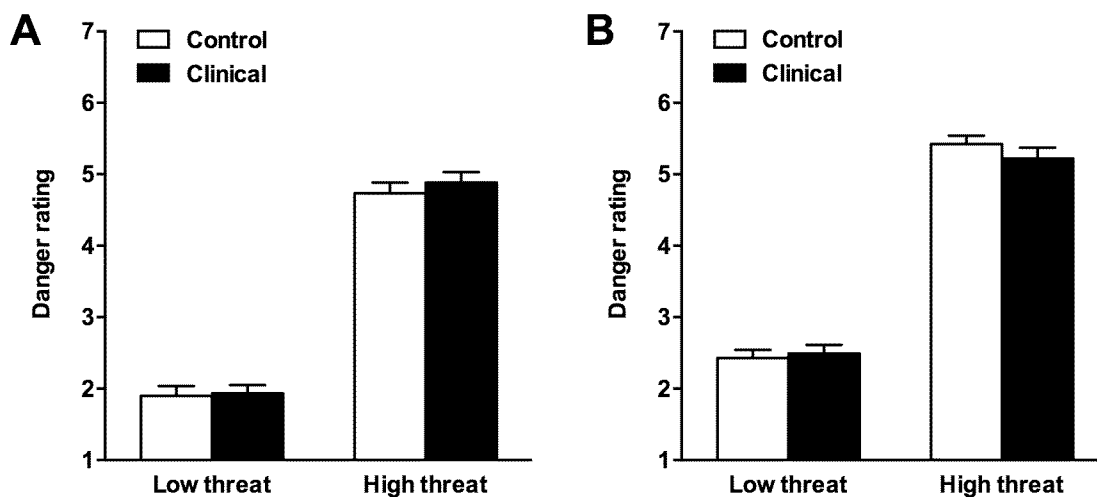 A
Control
Clinical
Danger rating
7
6
5
4
3
2
1
Low threat
High threat
B
Control
Clinical
Danger rating
7
6
5
4
3
2
1
Low threat
High threat